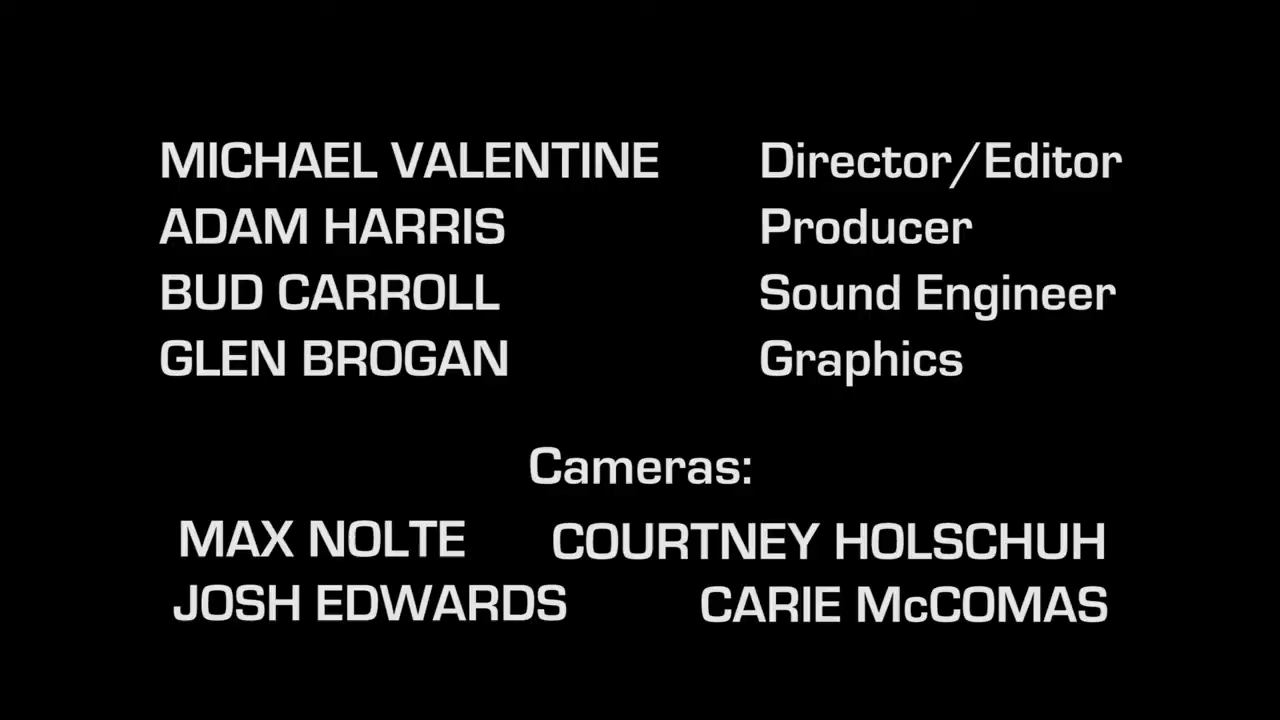 MICHAEL VALENTINE Director/Editor
ADAM HARRIS Producer
BUD CARROLL Sound Engineer
GLEN BROGAN Graphics
Cameras:
MAX NOLTE COURTNEY HOLSCHUH
JOSH EDWARDS CARIE McCOMAS